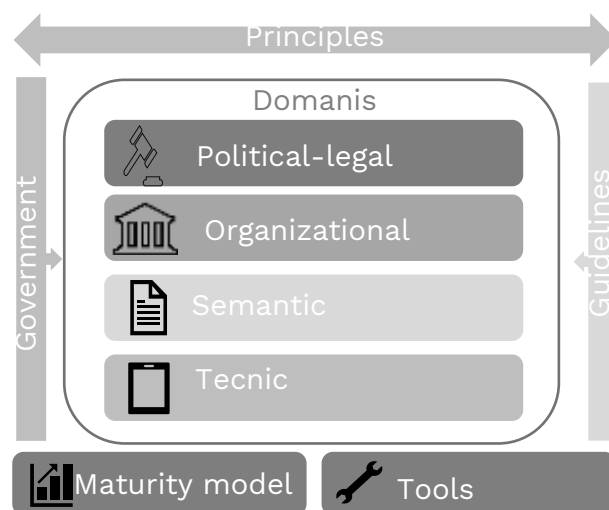 Principles
Domanis
Government
Political-legal
Organizational
Semantic
Tecnic
Guidelines
Maturity model
Tools